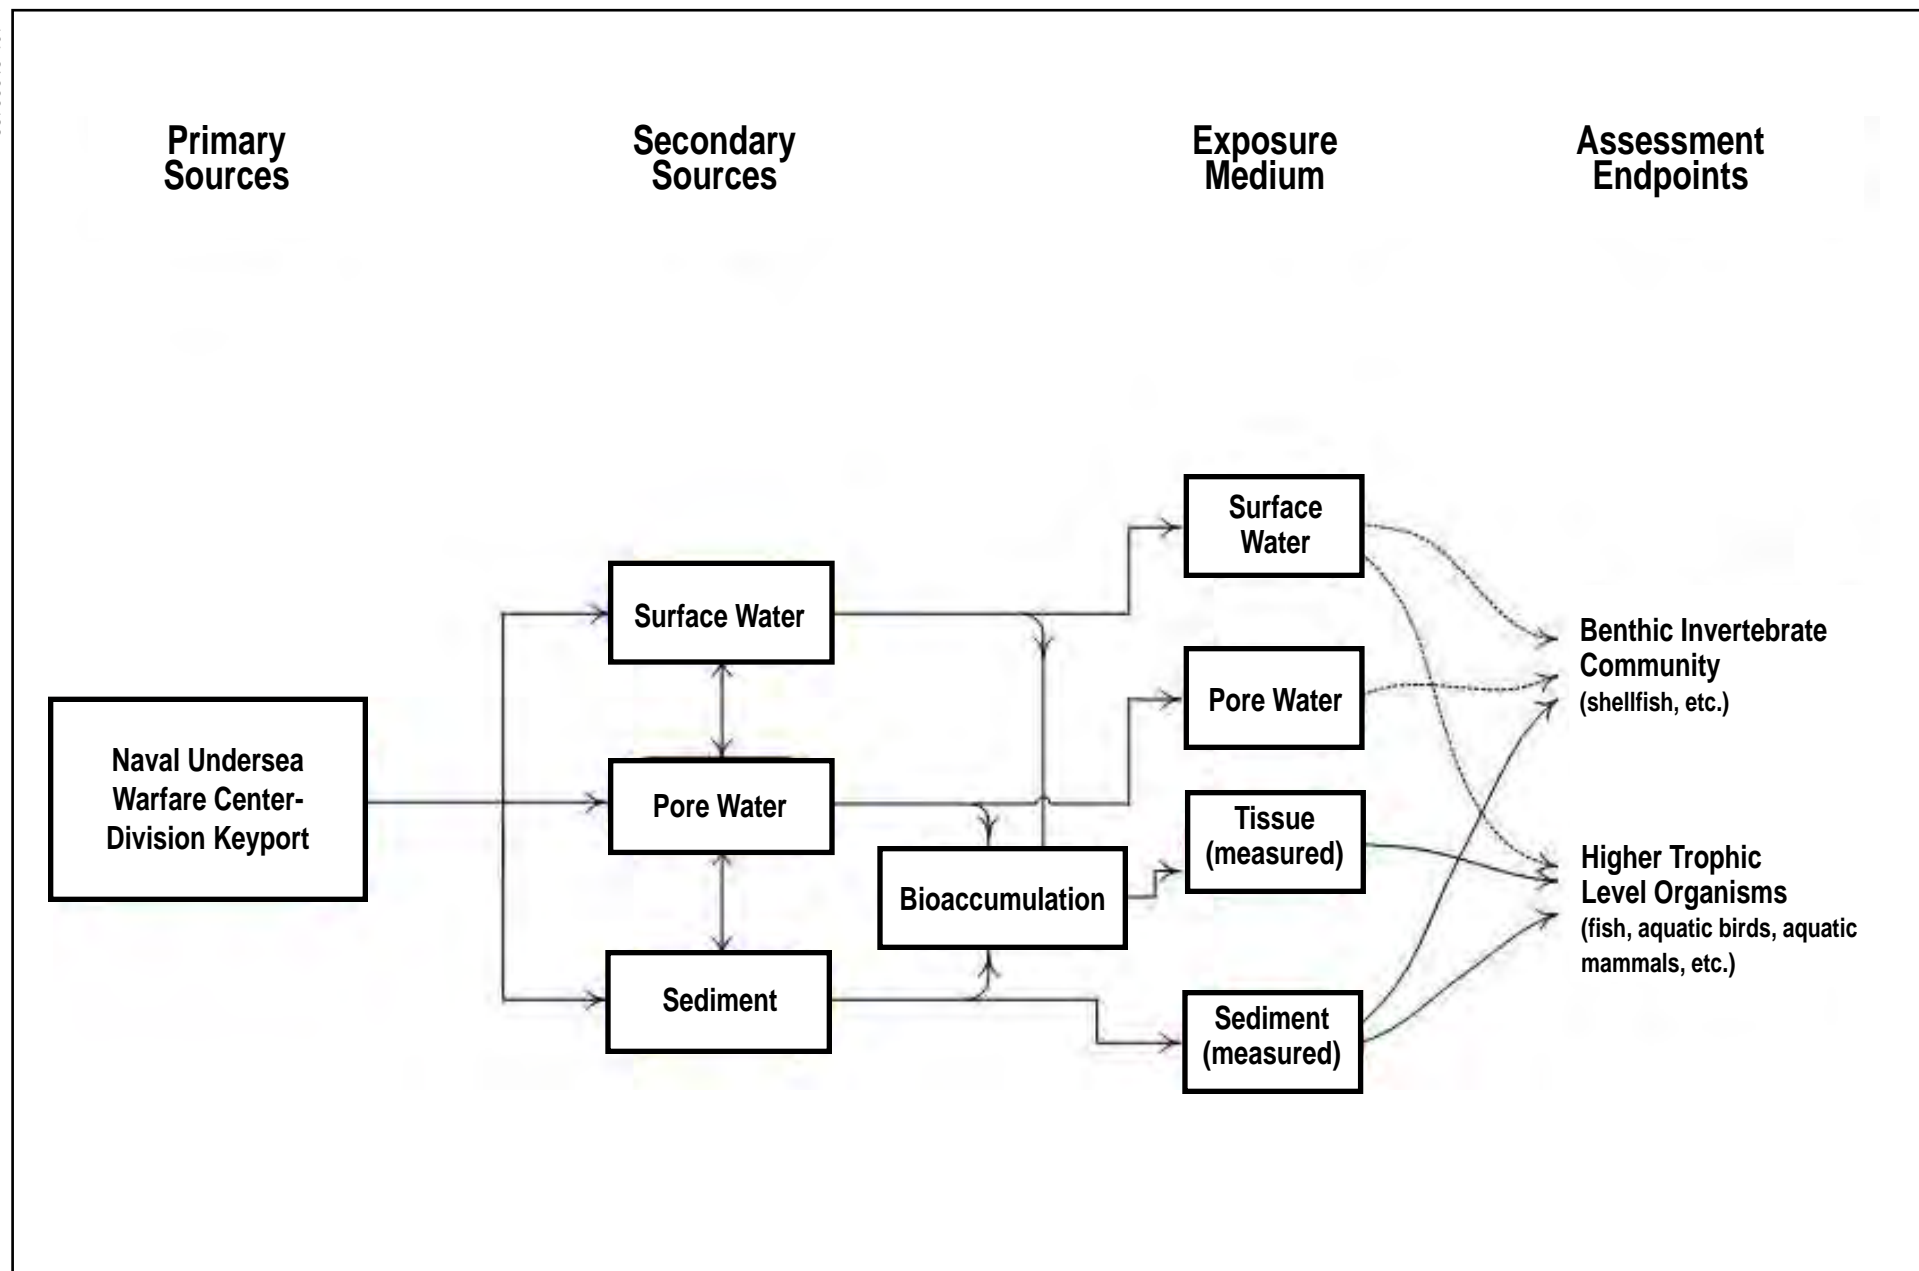 Primary
Sources
Secondary
Sources
Exposure
Medium
Assessment
Endpoints
Naval Undersea
Warfare Center-
Division Keyport
Surface Water
Pore Water
Sediment
Bioaccumulation
Surface
Water
Pore Water
Tissue
(measured)
Sediment
(measured)
Benthic Invertebrate
Community
(shellfish, etc.)
Higher Trophic
Level Organisms
(fish, aquatic birds, aquatic
mammals, etc.)